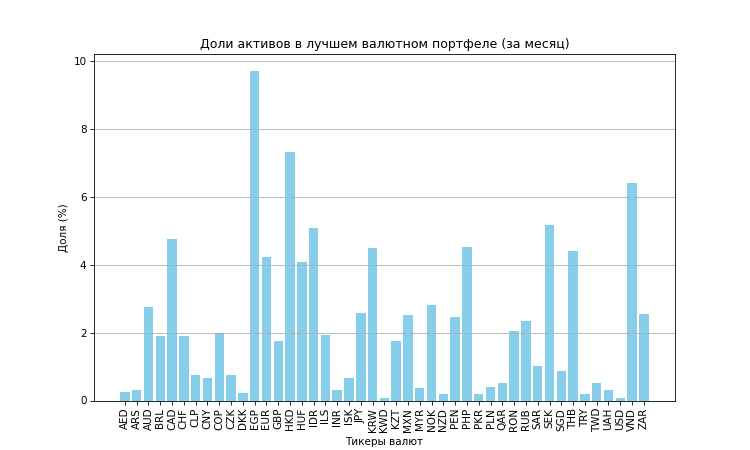 Доли активов в лучшем валютном портфеле (за месяц)
10
8
6
4
2
0
Доля (%)
AED ARS AUD BRL CAD CHF CLP CNY COP CZK DKK EGP EUR GBP HKD HUF IDR ILS INR ISK JPY KRW KWD KZT MXN MYR NOK NZD PEN PHP PKR PLN QAR RON RUB SAR SEK SGD THB TRY TWD UAH USD VND ZAR
Тикеры валют